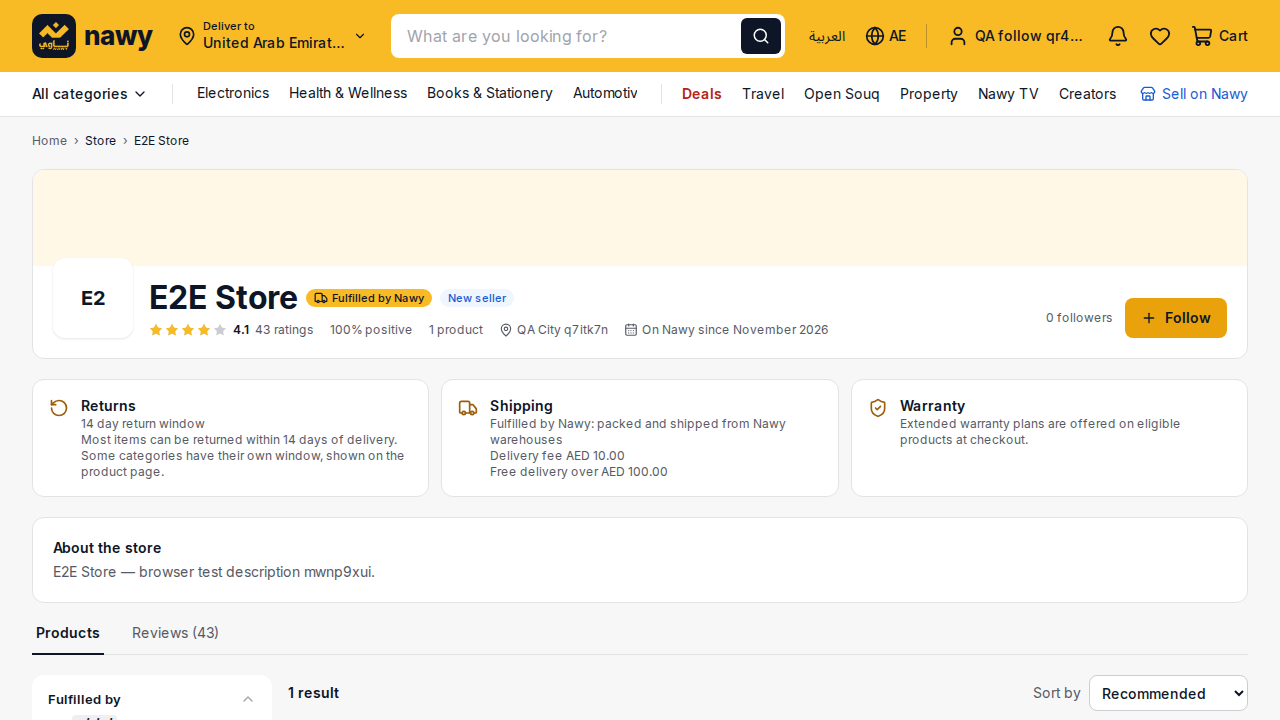 ناوي
nawy
Deliver to
United Arab Emirat...
What are you looking for?
العربية
AE
QA follow qr4...
Cart
All categories
Electronics
Health & Wellness
Books & Stationery
Automotiv
Deals
Travel
Open Souq
Property
Nawy TV
Creators
Sell on Nawy
Home › Store › E2E Store
E2
E2E Store
Fulfilled by Nawy
New seller
4.1 43 ratings
100% positive
1 product
QA City q7itk7n
On Nawy since November 2026
0 followers
Follow
Returns
14 day return window
Most items can be returned within 14 days of delivery.
Some categories have their own window, shown on the
product page.
Shipping
Fulfilled by Nawy: packed and shipped from Nawy
warehouses
Delivery fee AED 10.00
Free delivery over AED 100.00
Warranty
Extended warranty plans are offered on eligible
products at checkout.
About the store
E2E Store — browser test description mwnp9xui.
Products
Reviews (43)
Fulfilled by
1 result
Sort by
Recommended